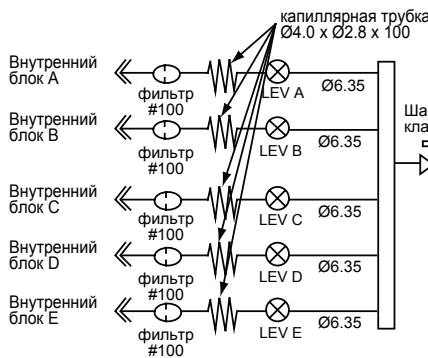 капиллярная трубка
Ø4.0 x Ø2.8 x 100
Внутренний
блок A
фильтр
#100
LEV A
Ø6.35
Внутренний
блок B
фильтр
#100
LEV B
Ø6.35
Внутренний
блок C
фильтр
#100
LEV C
Ø6.35
Внутренний
блок D
фильтр
#100
LEV D
Ø6.35
Внутренний
блок E
фильтр
#100
LEV E
Ø6.35
Ша
кла